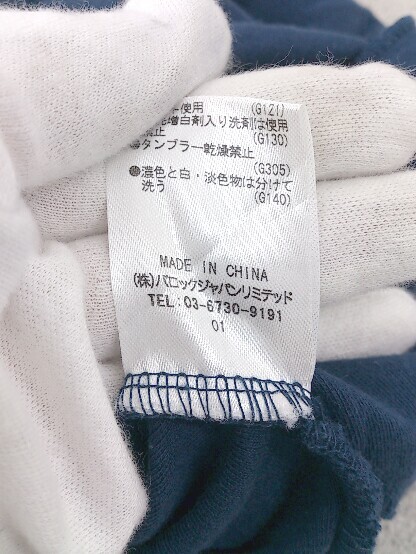 使用 (G121)
増白剤入り洗剤は使用
禁止 (G130)
●タンブラー乾燥禁止
(G305)
●濃色と白・淡色物は分けて
洗う (G140)
MADE IN CHINA
(株)バロックジャパンリミテッド
TEL:03-6730-9191
01